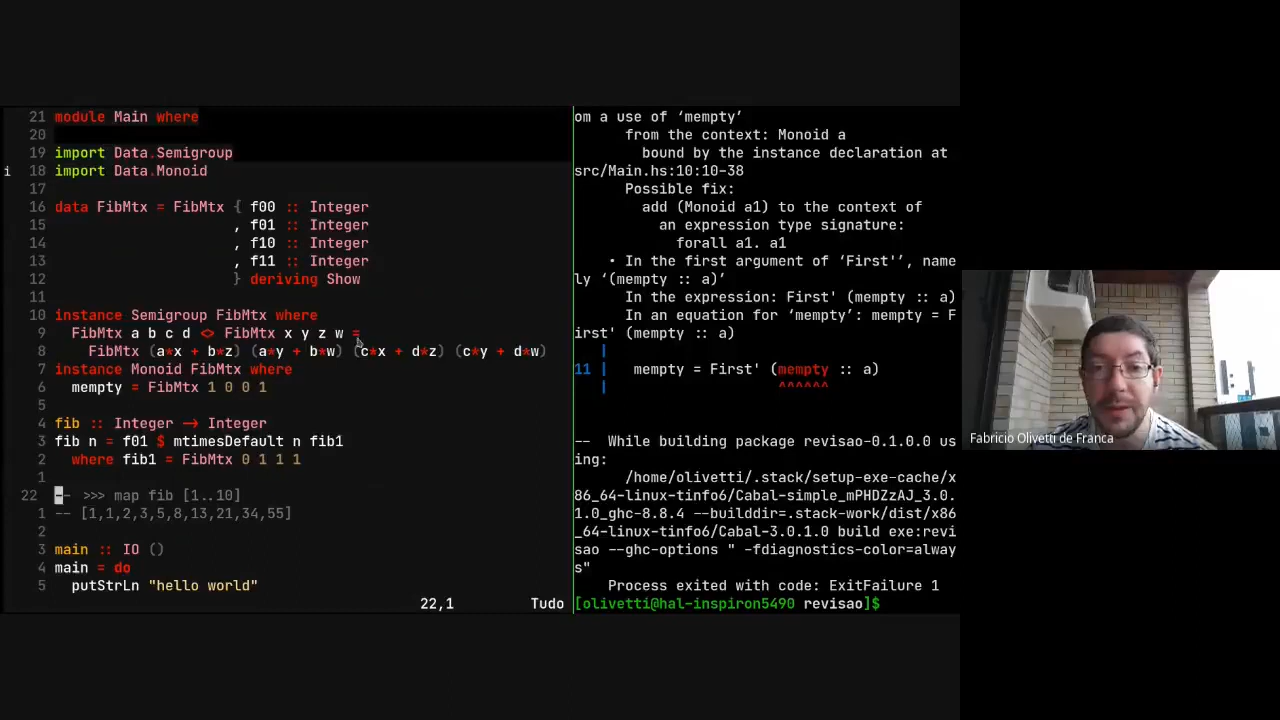 21 module Main where
20
19 import Data.Semigroup
i 18 import Data.Monoid
17
16 data FibMtx = FibMtx { f00 :: Integer
15 , f01 :: Integer
14 , f10 :: Integer
13 , f11 :: Integer
12 } deriving Show
11
10 instance Semigroup FibMtx where
9 FibMtx a b c d <> FibMtx x y z w =
8 FibMtx (a*x + b*z) (a*y + b*w) (c*x + d*z) (c*y + d*w)
7 instance Monoid FibMtx where
6 mempty = FibMtx 1 0 0 1
5
4 fib :: Integer -> Integer
3 fib n = f01 $ mtimesDefault n fib1
2 where fib1 = FibMtx 0 1 1 1
1
22 -- >>> map fib [1..10]
1 -- [1,1,2,3,5,8,13,21,34,55]
2
3 main :: IO ()
4 main = do
5 putStrLn "hello world"
22,1 Tudo
om a use of ‘mempty’
from the context: Monoid a
bound by the instance declaration at
src/Main.hs:10:10-38
Possible fix:
add (Monoid a1) to the context of
an expression type signature:
forall a1. a1
• In the first argument of ‘First'’, name
ly ‘(mempty :: a)’
In the expression: First' (mempty :: a)
In an equation for ‘mempty’: mempty = F
irst' (mempty :: a)
|
11 | mempty = First' (mempty :: a)
| ^^^^^^
-- While building package revisao-0.1.0.0 us
ing:
/home/olivetti/.stack/setup-exe-cache/x
86_64-linux-tinfo6/Cabal-simple_mPHDZzAJ_3.0.
1.0_ghc-8.8.4 --builddir=.stack-work/dist/x86
_64-linux-tinfo6/Cabal-3.0.1.0 build exe:revi
sao --ghc-options " -fdiagnostics-color=alway
s"
Process exited with code: ExitFailure 1
[olivetti@hal-inspiron5490 revisao]$
Fabricio Olivetti de Franca